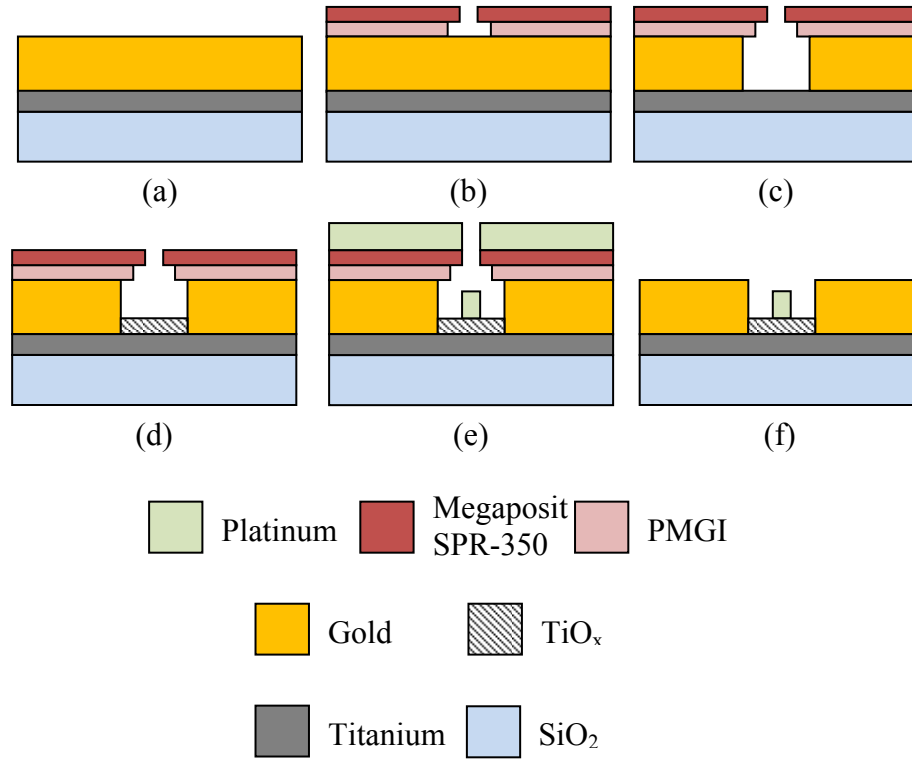 (a)
(b)
(c)
(d)
(e)
(f)
Platinum
Megaposit
SPR-350
PMGI
Gold
TiOₓ
Titanium
SiO₂